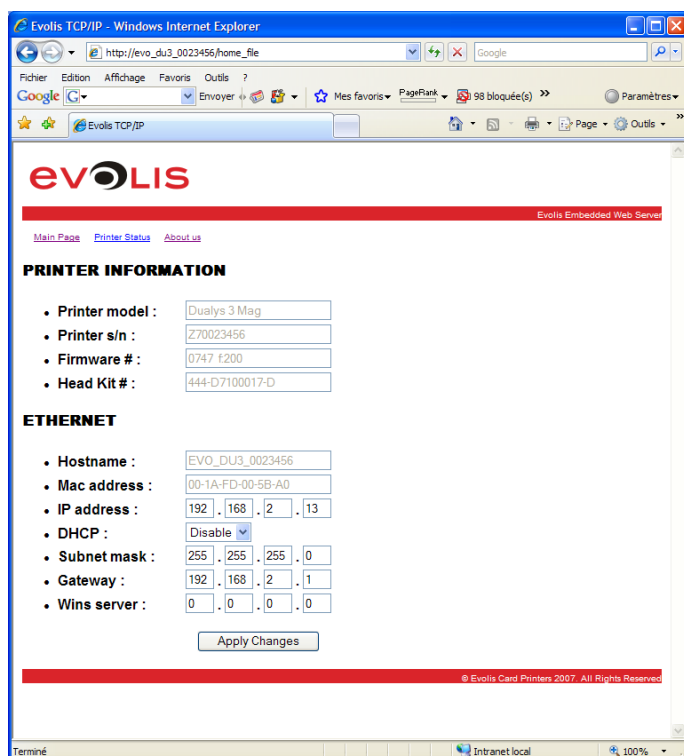 Evolis TCP/IP - Windows Internet Explorer
http://evo_du3_0023456/home_file
Google
Fichier Edition Affichage Favoris Outils ?
Google G Envoyer Mes favoris PageRank 98 bloquée(s) » Paramètres
Evolis TCP/IP Page Outils »
evolis
Evolis Embedded Web Server
Main Page Printer Status About us
PRINTER INFORMATION
• Printer model : Dualys 3 Mag
• Printer s/n : Z70023456
• Firmware # : 0747 f:200
• Head Kit # : 444-D7100017-D
ETHERNET
• Hostname : EVO_DU3_0023456
• Mac address : 00-1A-FD-00-5B-A0
• IP address : 192 . 168 . 2 . 13
• DHCP : Disable
• Subnet mask : 255 . 255 . 255 . 0
• Gateway : 192 . 168 . 2 . 1
• Wins server : 0 . 0 . 0 . 0
Apply Changes
© Evolis Card Printers 2007. All Rights Reserved
Terminé Intranet local 100%